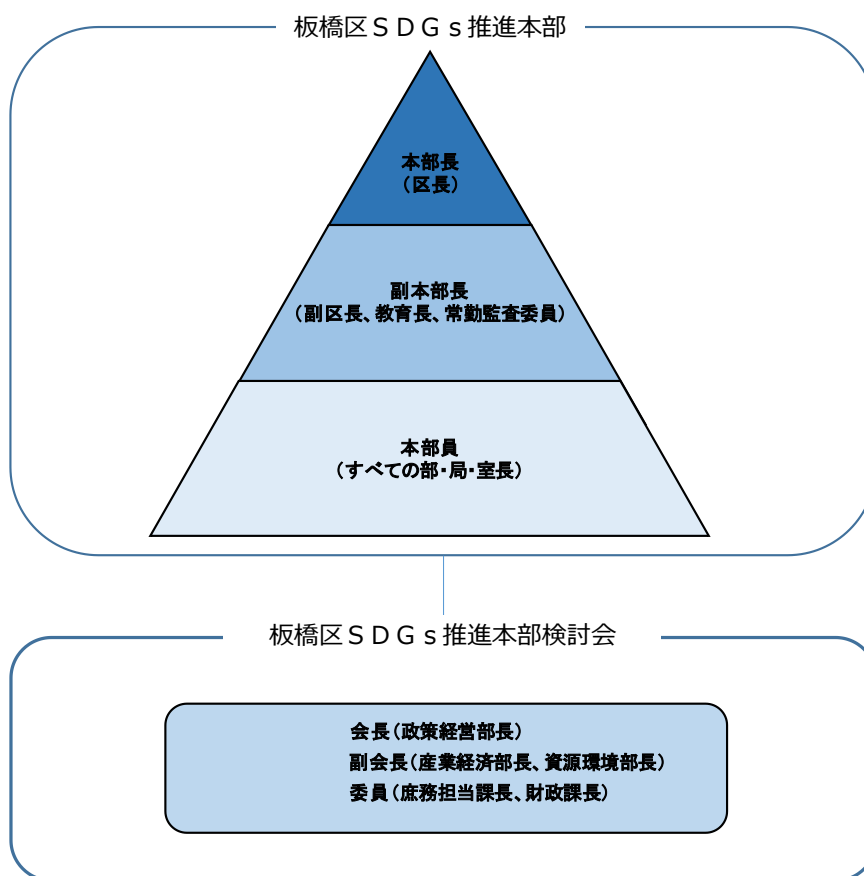 板橋区ＳＤＧｓ推進本部
本部長
（区長）
副本部長
（副区長、教育長、常勤監査委員）
本部員
（すべての部・局・室長）
板橋区ＳＤＧｓ推進本部検討会
会長（政策経営部長）
副会長（産業経済部長、資源環境部長）
委員（庶務担当課長、財政課長）